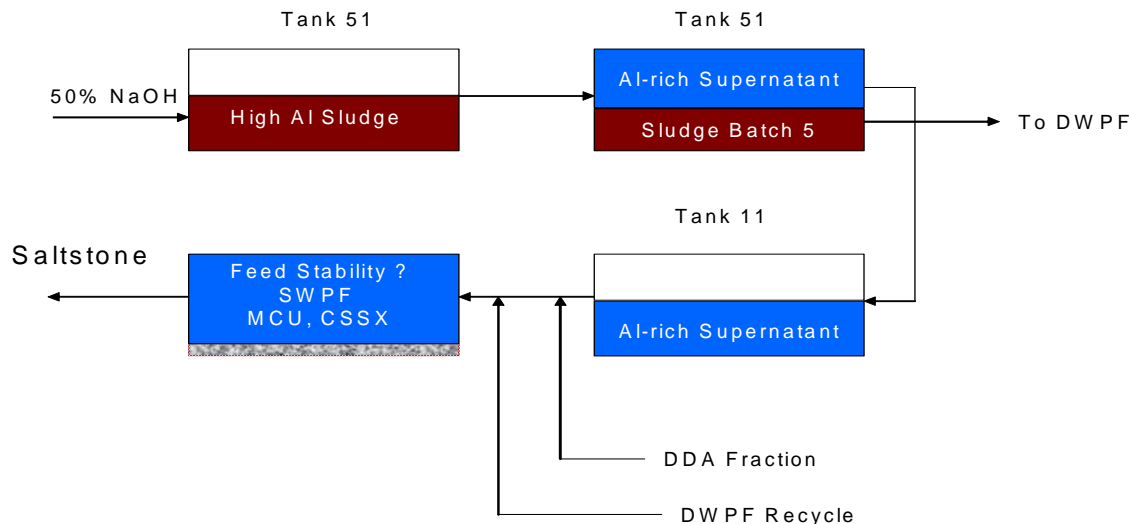 Tank 51
Tank 51
50% NaOH
High Al Sludge
Al-rich Supernatant
Sludge Batch 5
To DWPF
Tank 11
Saltstone
Feed Stability ?
SWPF
MCU, CSSX
Al-rich Supernatant
DDA Fraction
DWPF Recycle